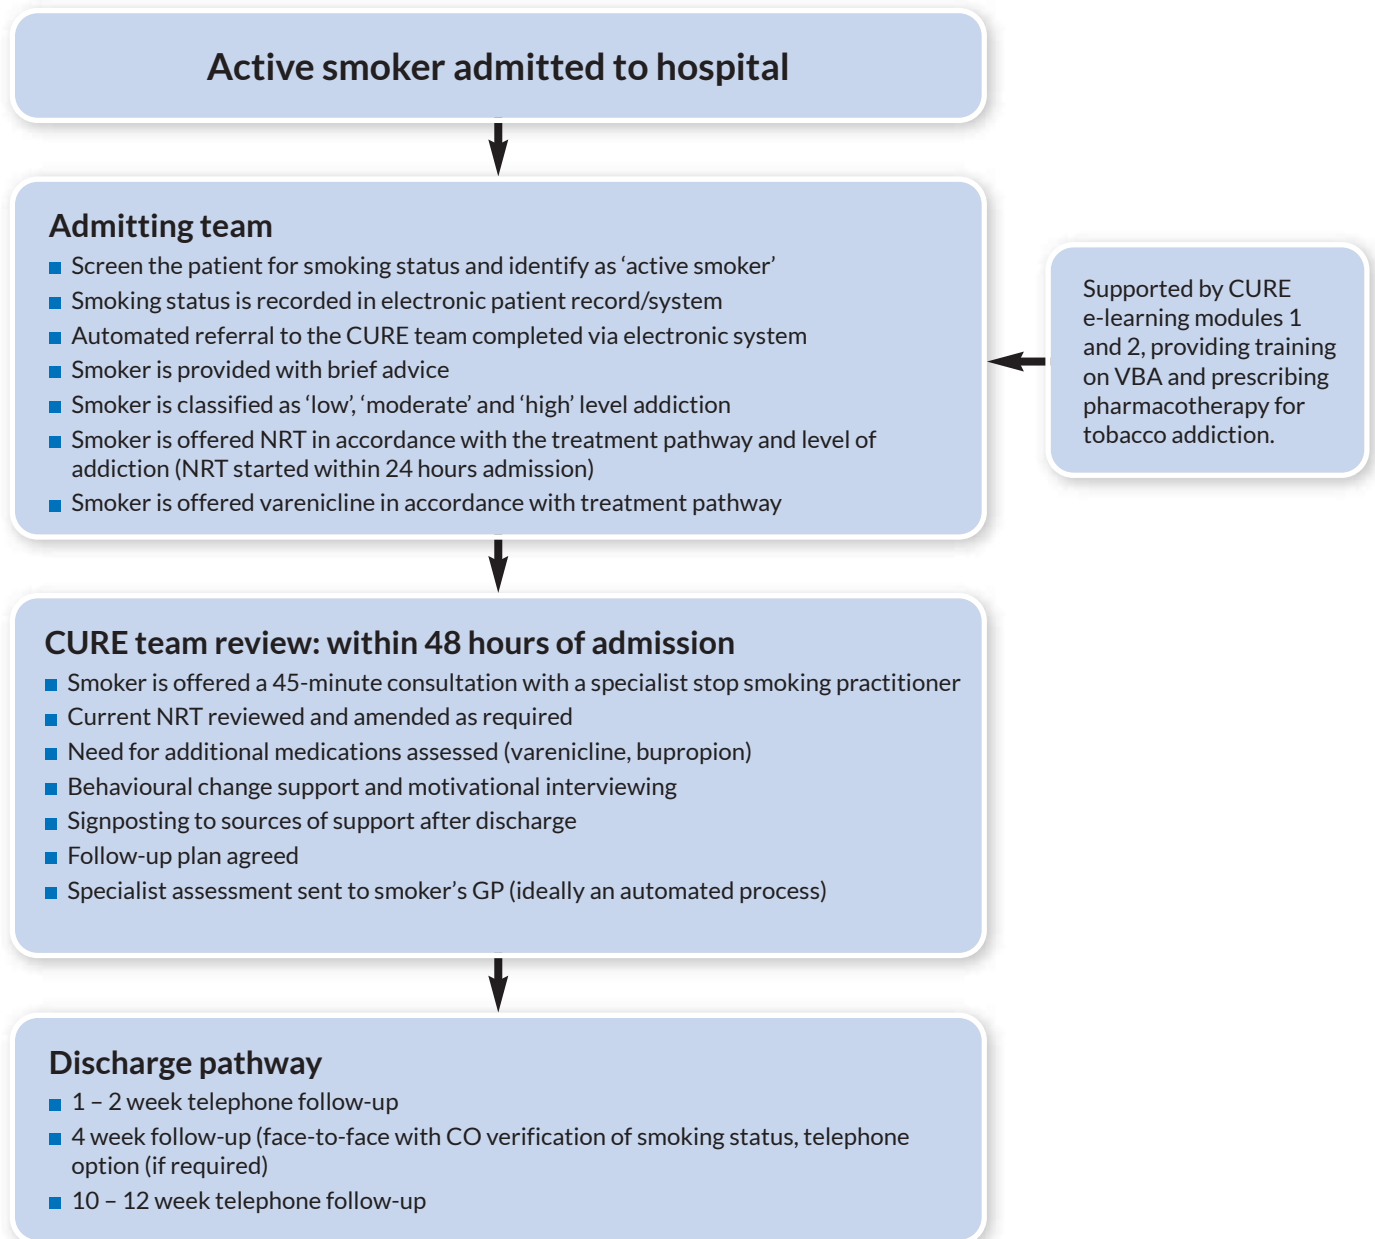 Active smoker admitted to hospital
Admitting team
Screen the patient for smoking status and identify as ‘active smoker’
Smoking status is recorded in electronic patient record/system
Automated referral to the CURE team completed via electronic system
Smoker is provided with brief advice
Smoker is classified as ‘low’, ‘moderate’ and ‘high’ level addiction
Smoker is offered NRT in accordance with the treatment pathway and level of
addiction (NRT started within 24 hours admission)
Smoker is offered varenicline in accordance with treatment pathway
Supported by CURE
e-learning modules 1
and 2, providing training
on VBA and prescribing
pharmacotherapy for
tobacco addiction.
CURE team review: within 48 hours of admission
Smoker is offered a 45-minute consultation with a specialist stop smoking practitioner
Current NRT reviewed and amended as required
Need for additional medications assessed (varenicline, bupropion)
Behavioural change support and motivational interviewing
Signposting to sources of support after discharge
Follow-up plan agreed
Specialist assessment sent to smoker’s GP (ideally an automated process)
Discharge pathway
1 – 2 week telephone follow-up
4 week follow-up (face-to-face with CO verification of smoking status, telephone
option (if required)
10 – 12 week telephone follow-up